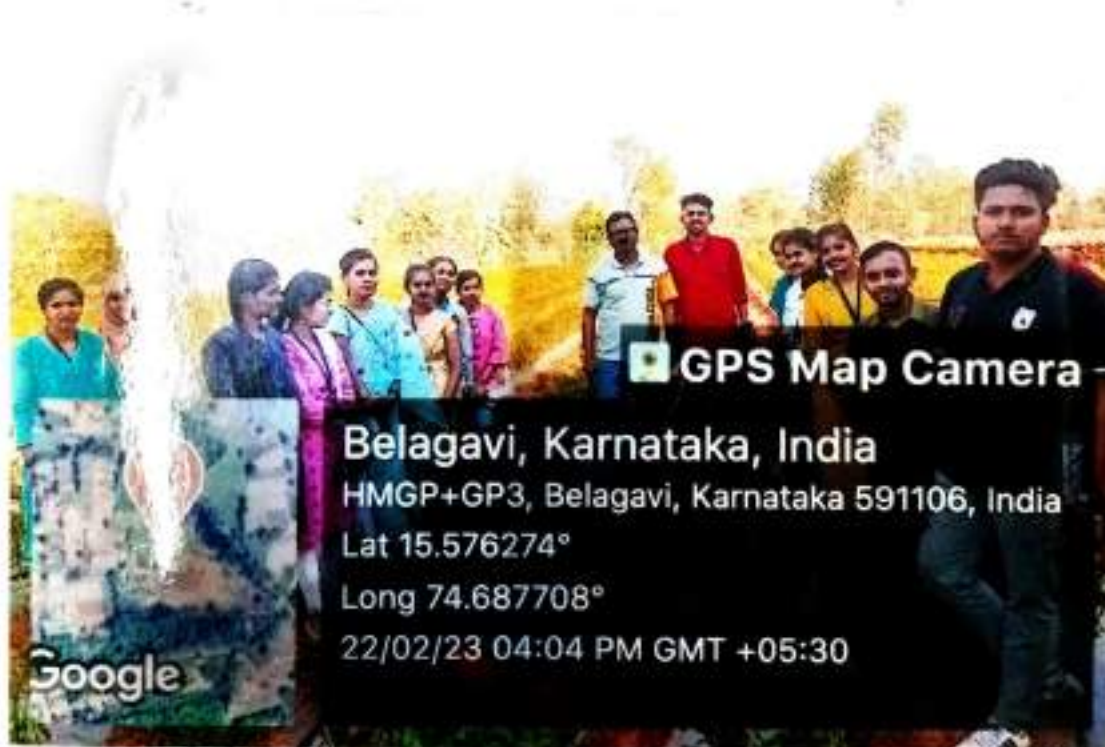 GPS Map Camera
Belagavi, Karnataka, India
HMGP+GP3, Belagavi, Karnataka 591106, India
Lat 15.576274°
Long 74.687708°
22/02/23 04:04 PM GMT +05:30
Google